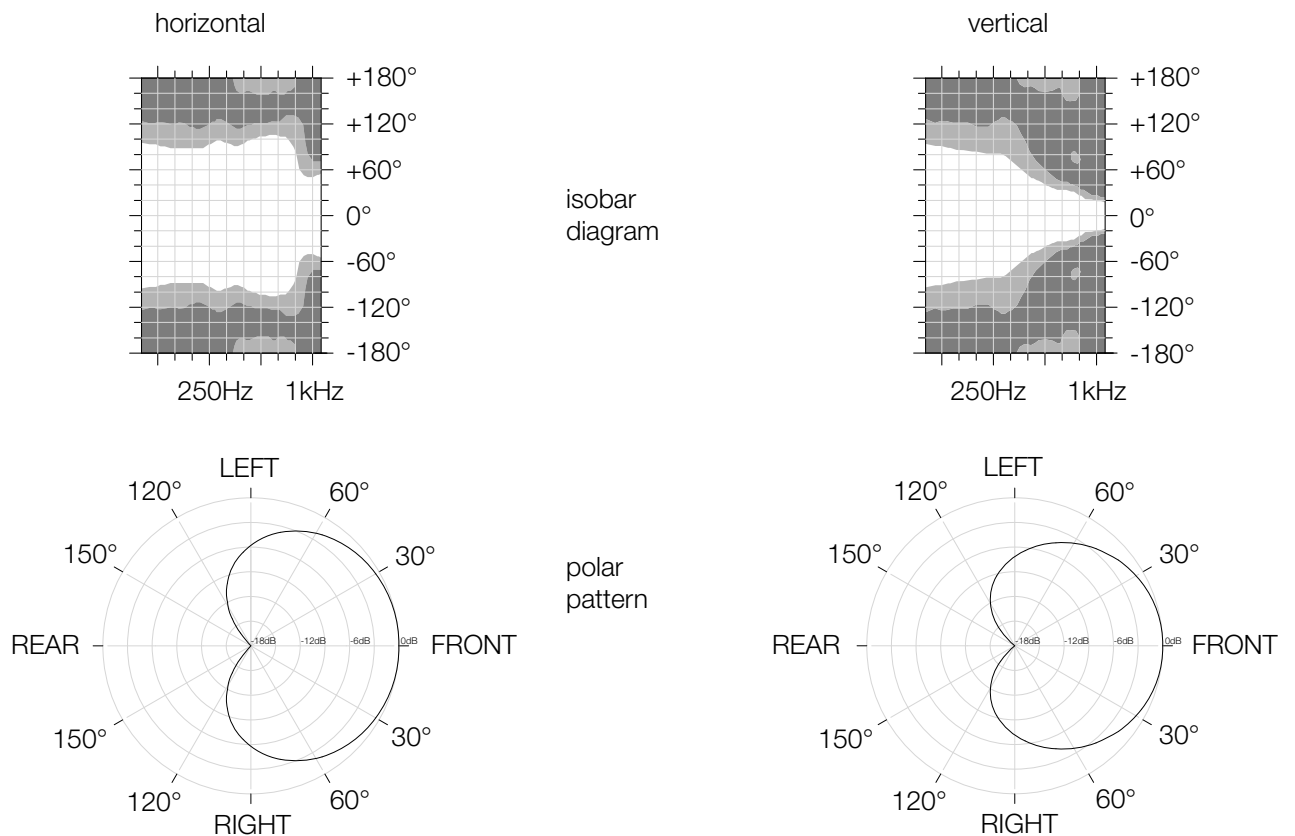 horizontal
vertical
+180°
+120°
+60°
0°
-60°
-120°
-180°
250Hz 1kHz
isobar
diagram
+180°
+120°
+60°
0°
-60°
-120°
-180°
250Hz 1kHz
LEFT
120° 60°
150° 30°
REAR -18dB -12dB -6dB 0dB FRONT
150° 30°
120° 60°
RIGHT
polar
pattern
LEFT
120° 60°
150° 30°
REAR -18dB -12dB -6dB 0dB FRONT
150° 30°
120° 60°
RIGHT